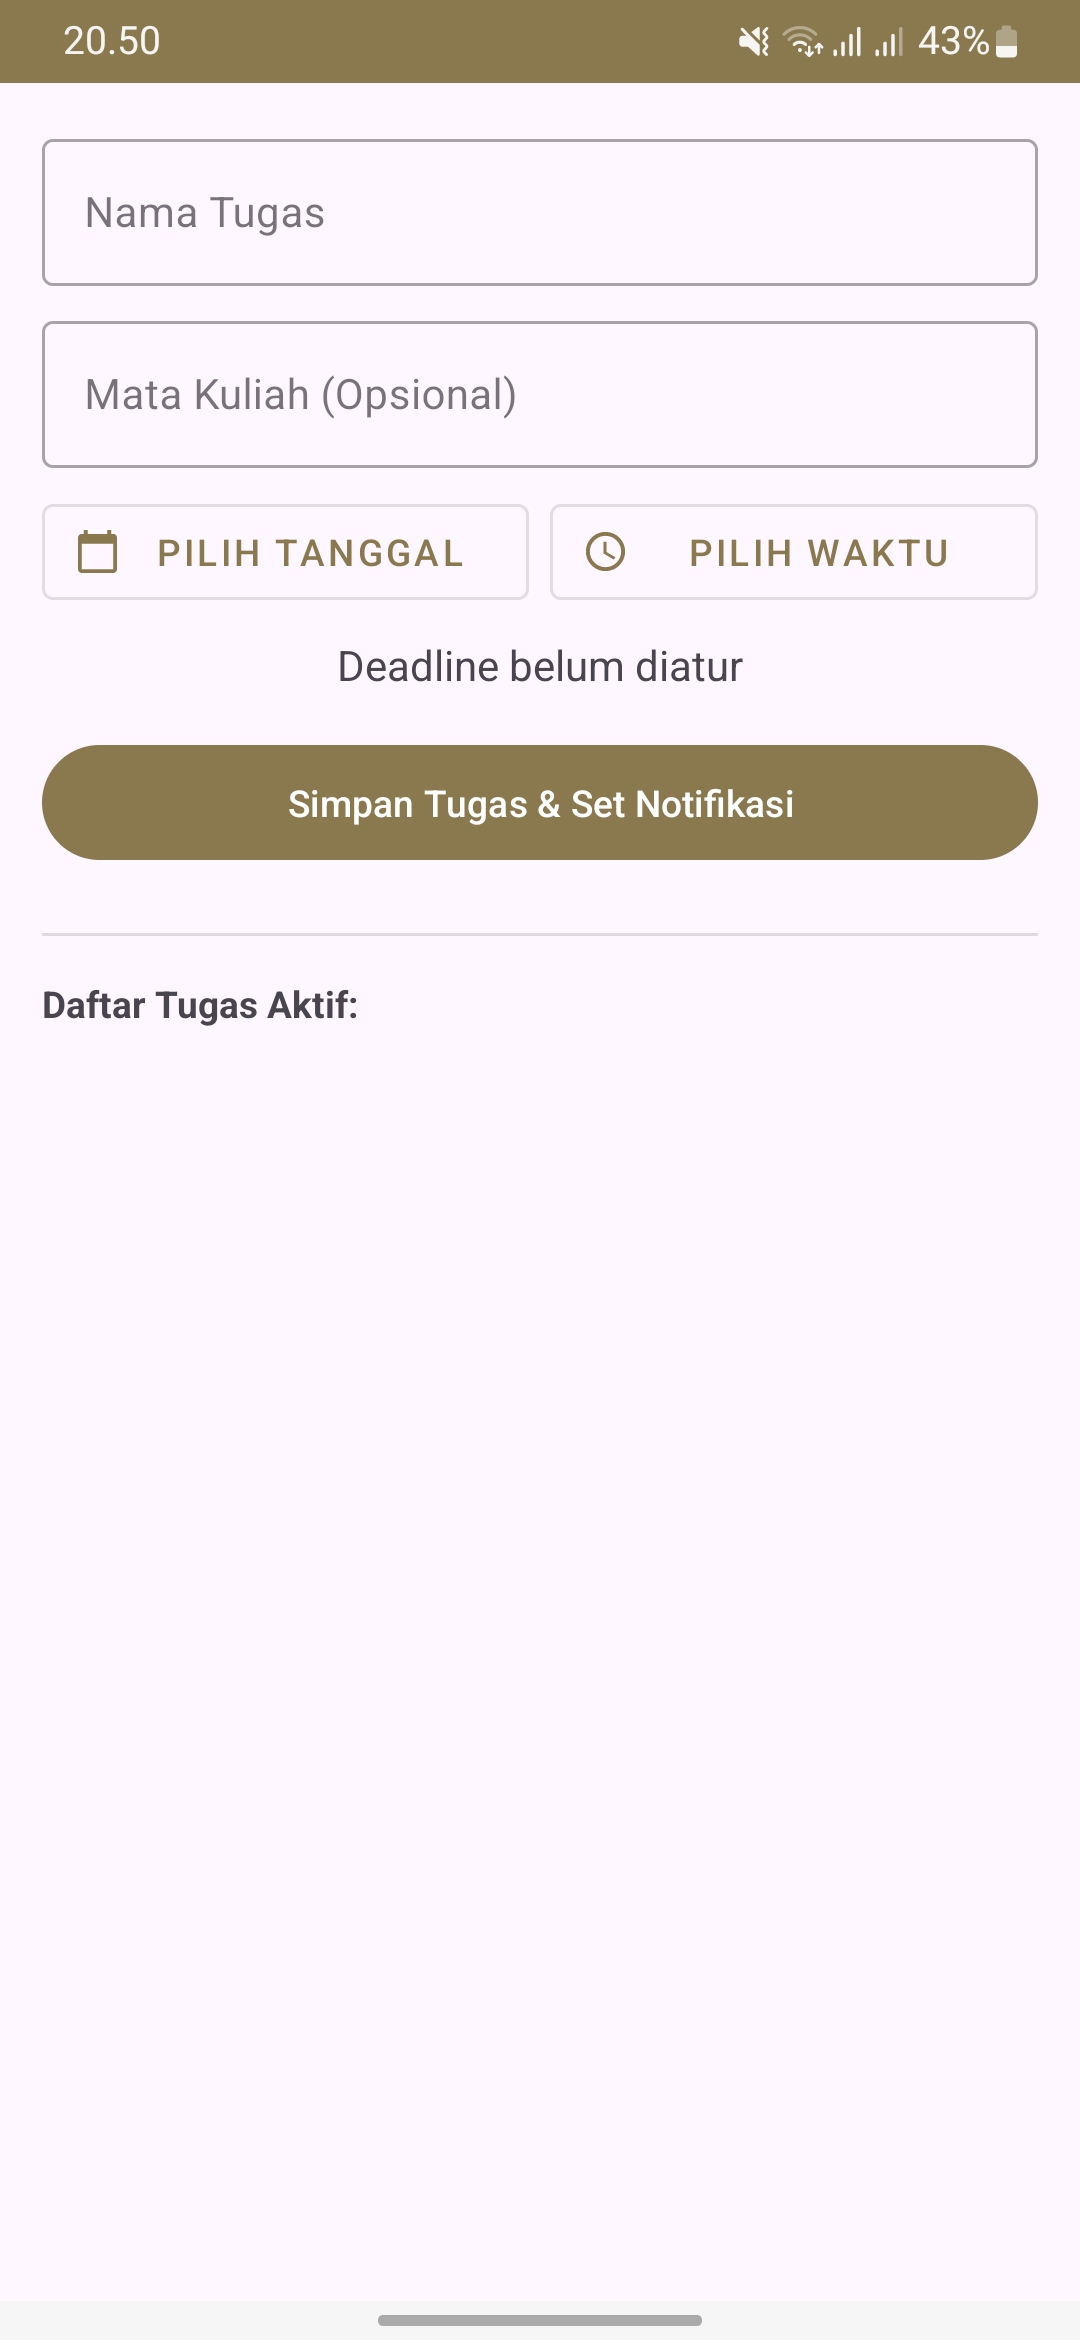 20.50
43%
Nama Tugas
Mata Kuliah (Opsional)
PILIH TANGGAL
PILIH WAKTU
Deadline belum diatur
Simpan Tugas & Set Notifikasi
Daftar Tugas Aktif: